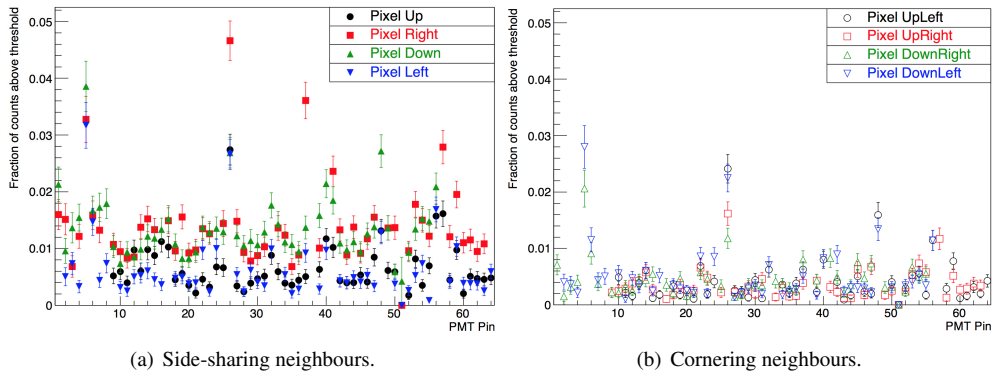 Fraction of counts above threshold
0.05
0.04
0.03
0.02
0.01
0
Pixel Up
Pixel Right
Pixel Down
Pixel Left
0 10 20 30 40 50 60
PMT Pin
(a) Side-sharing neighbours.
Fraction of counts above threshold
0.05
0.04
0.03
0.02
0.01
0
Pixel UpLeft
Pixel UpRight
Pixel DownRight
Pixel DownLeft
10 20 30 40 50 60
PMT Pin
(b) Cornering neighbours.